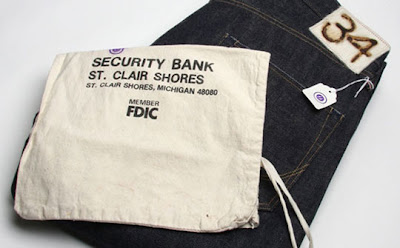 SECURITY BANK
ST. CLAIR SHORES
ST. CLAIR SHORES, MICHIGAN 48080
MEMBER
FDIC
34